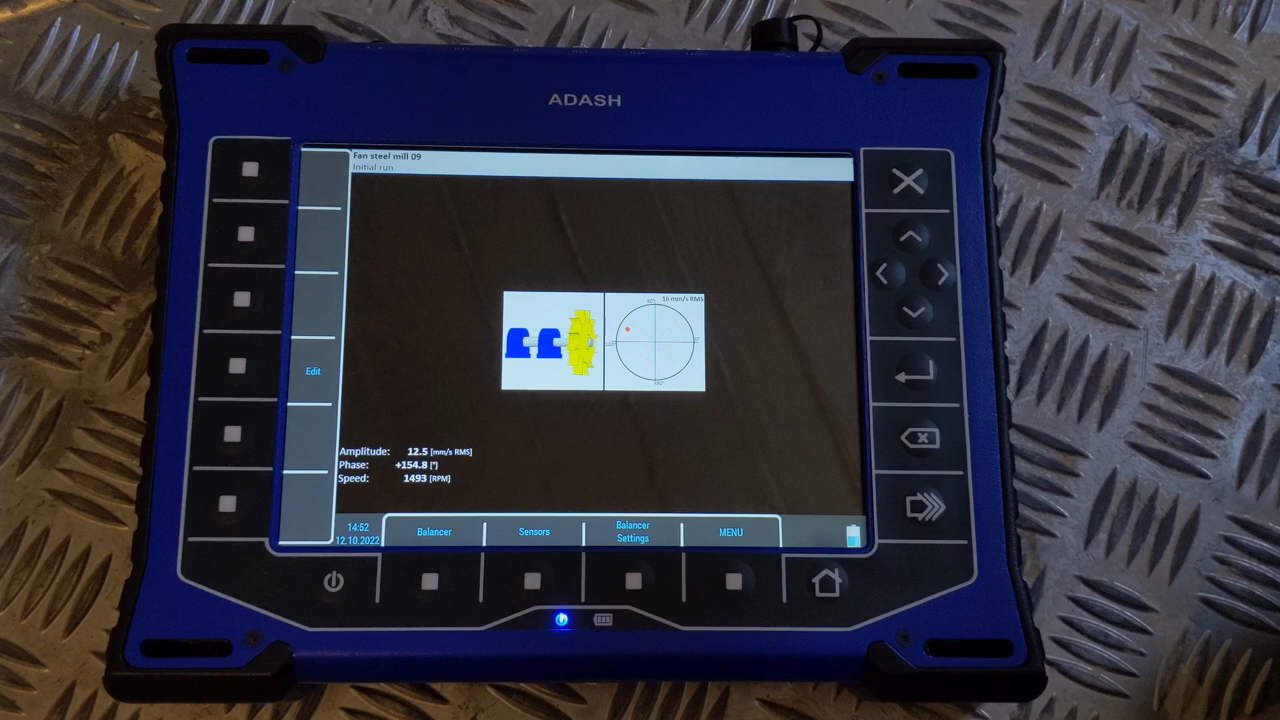 ADASH
Fan steel mill 09
Initial run
16 mm/s RMS
90°
Edit
Amplitude: 12.5 [mm/s RMS]
Phase: +154.8 [°]
Speed: 1493 [RPM]
14:52
12.10.2022
Balancer
Sensors
Balancer
Settings
MENU